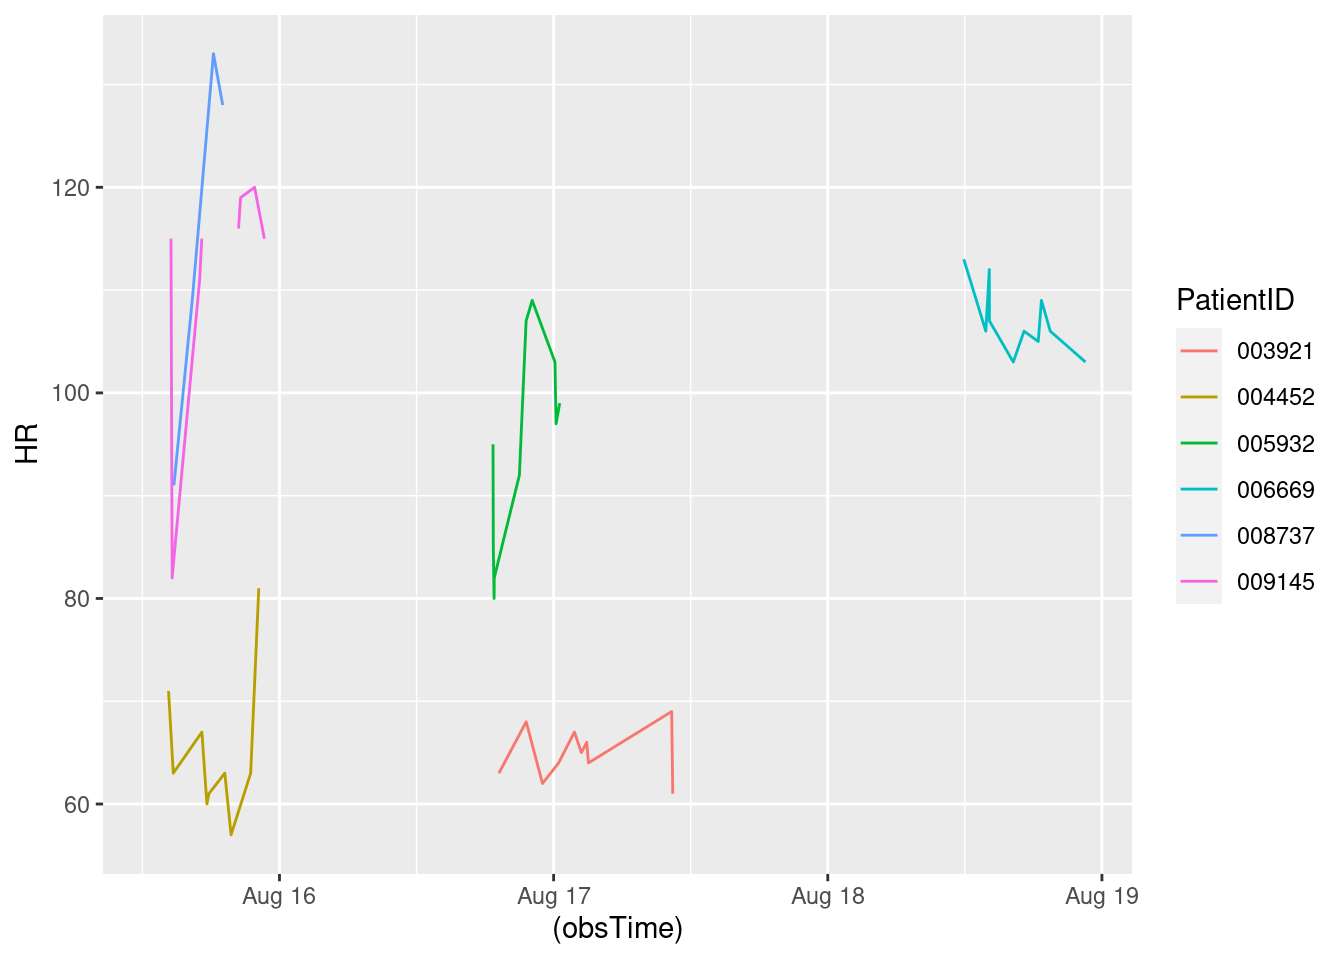 HR
120
100
80
60
Aug 16
Aug 17
Aug 18
Aug 19
(obsTime)
PatientID
003921
004452
005932
006669
008737
009145